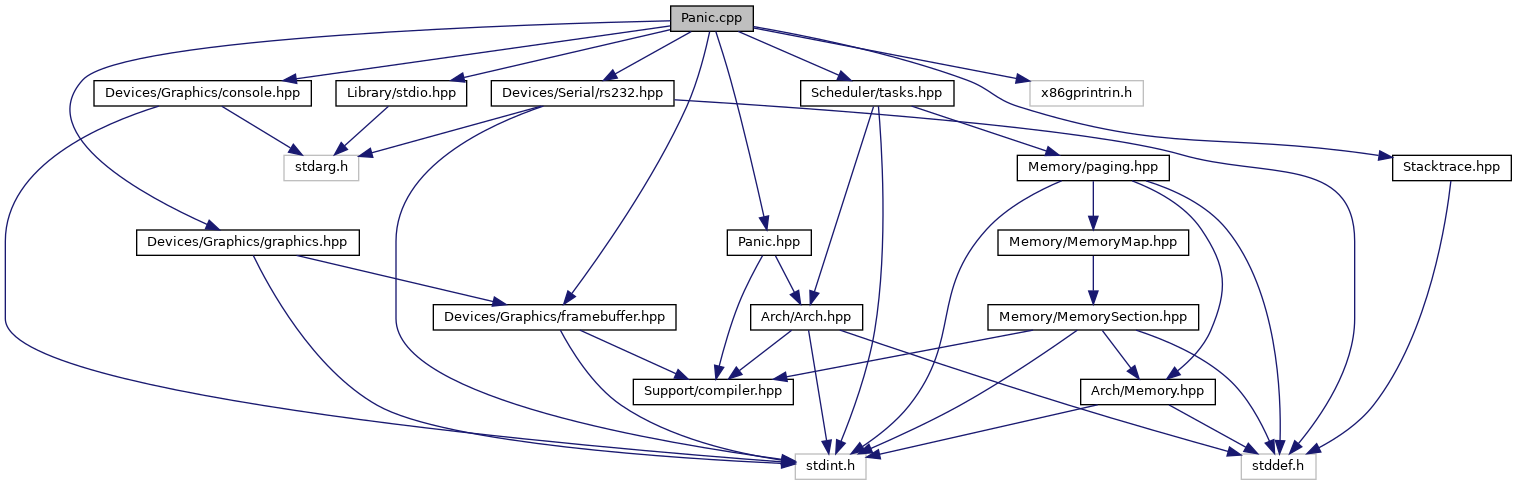 Panic.cpp
Devices/Graphics/console.hpp
Library/stdio.hpp
Devices/Serial/rs232.hpp
Scheduler/tasks.hpp
x86gprintrin.h
stdarg.h
Memory/paging.hpp
Stacktrace.hpp
Devices/Graphics/graphics.hpp
Panic.hpp
Memory/MemoryMap.hpp
Devices/Graphics/framebuffer.hpp
Arch/Arch.hpp
Memory/MemorySection.hpp
Support/compiler.hpp
Arch/Memory.hpp
stdint.h
stddef.h